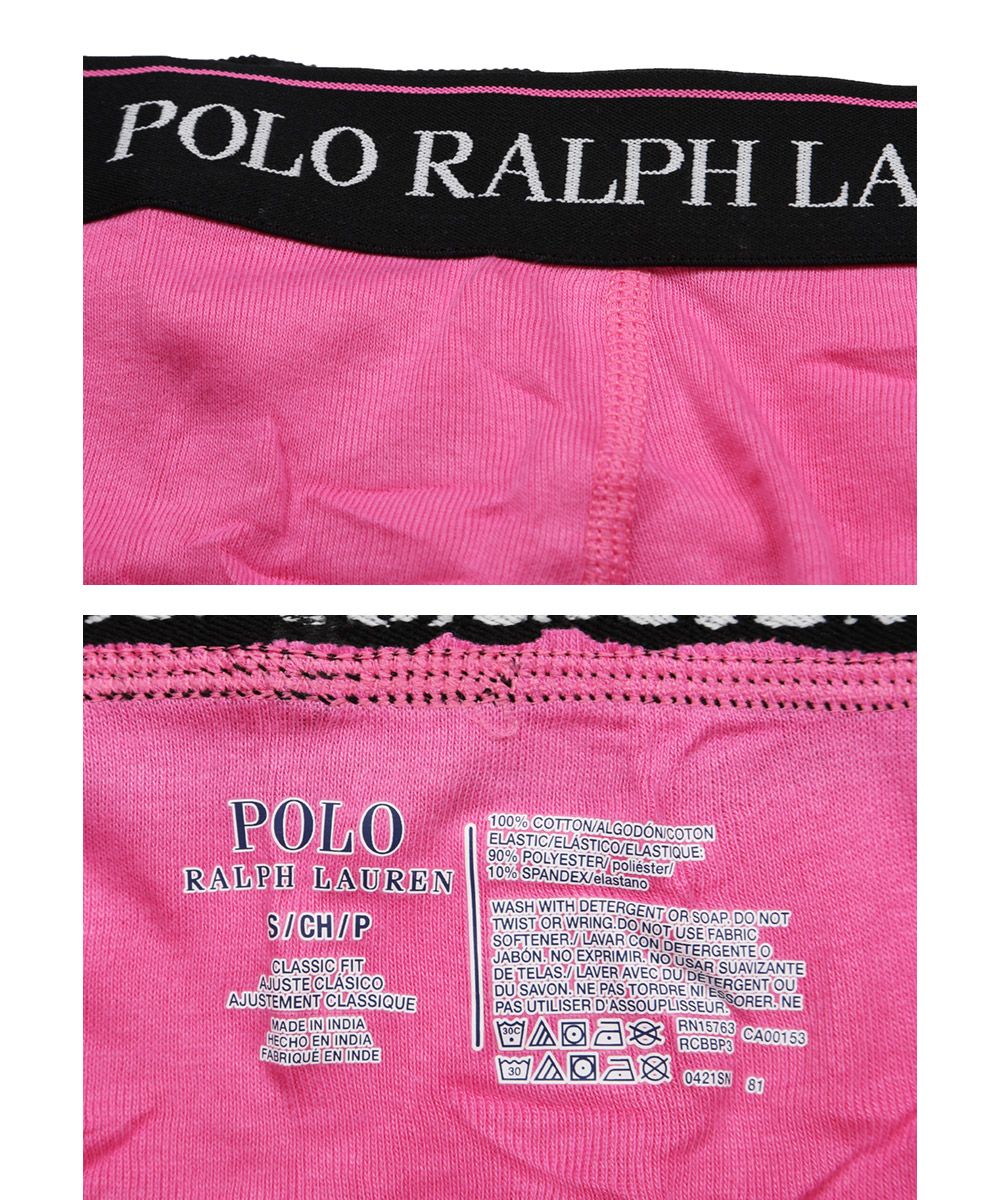 POLO RALPH LA
POLO
RALPH LAUREN
S/CH/P
CLASSIC FIT
AJUSTE CLÁSICO
AJUSTEMENT CLASSIQUE
MADE IN INDIA
HECHO EN INDIA
FABRIQUÉ EN INDE
100% COTTON/ALGODÓN/COTON
ELASTIC/ELÁSTICO/ELASTIQUE:
90% POLYESTER/ poliéster/
10% SPANDEX/elastano
WASH WITH DETERGENT OR SOAP. DO NOT
TWIST OR WRING.DO NOT USE FABRIC
SOFTENER./ LAVAR CON DETERGENTE O
JABÓN. NO EXPRIMIR. NO USAR SUAVIZANTE
DE TELAS./ LAVER AVEC DU DETERGENT OU
DU SAVON. NE PAS TORDRE NI ESSORER. NE
PAS UTILISER D'ASSOUPLISSEUR.
30C RN15763 CA00153
RCBBP3
30 0421SN 81